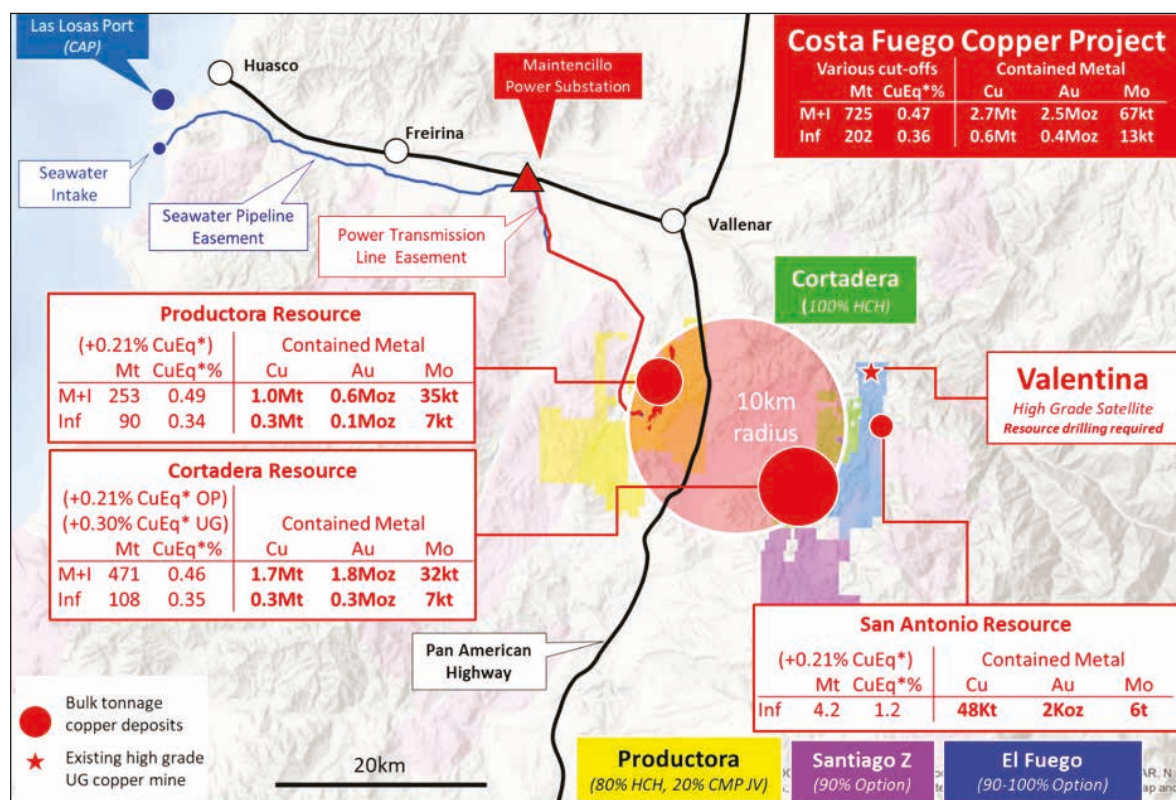 Las Losas Port
(CAP)
Huasco
Maintencillo
Power Substation
Costa Fuego Copper Project
Various cut-offs Contained Metal
Mt CuEq*% Cu Au Mo
M+I 725 0.47 2.7Mt 2.5Moz 67kt
Inf 202 0.36 0.6Mt 0.4Moz 13kt
Freirina
Seawater
Intake
Seawater Pipeline
Easement
Power Transmission
Line Easement
Vallenar
Cortadera
(100% HCH)
Productora Resource
(+0.21% CuEq*) Contained Metal
Mt CuEq*% Cu Au Mo
M+I 253 0.49 1.0Mt 0.6Moz 35kt
Inf 90 0.34 0.3Mt 0.1Moz 7kt
10km
radius
Valentina
High Grade Satellite
Resource drilling required
Cortadera Resource
(+0.21% CuEq* OP)
(+0.30% CuEq* UG) Contained Metal
Mt CuEq*% Cu Au Mo
M+I 471 0.46 1.7Mt 1.8Moz 32kt
Inf 108 0.35 0.3Mt 0.3Moz 7kt
Pan American
Highway
San Antonio Resource
(+0.21% CuEq*) Contained Metal
Mt CuEq*% Cu Au Mo
Inf 4.2 1.2 48Kt 2Koz 6t
Bulk tonnage
copper deposits
Existing high grade
UG copper mine
20km
Productora
(80% HCH, 20% CMP JV)
Santiago Z
(90% Option)
El Fuego
(90-100% Option)